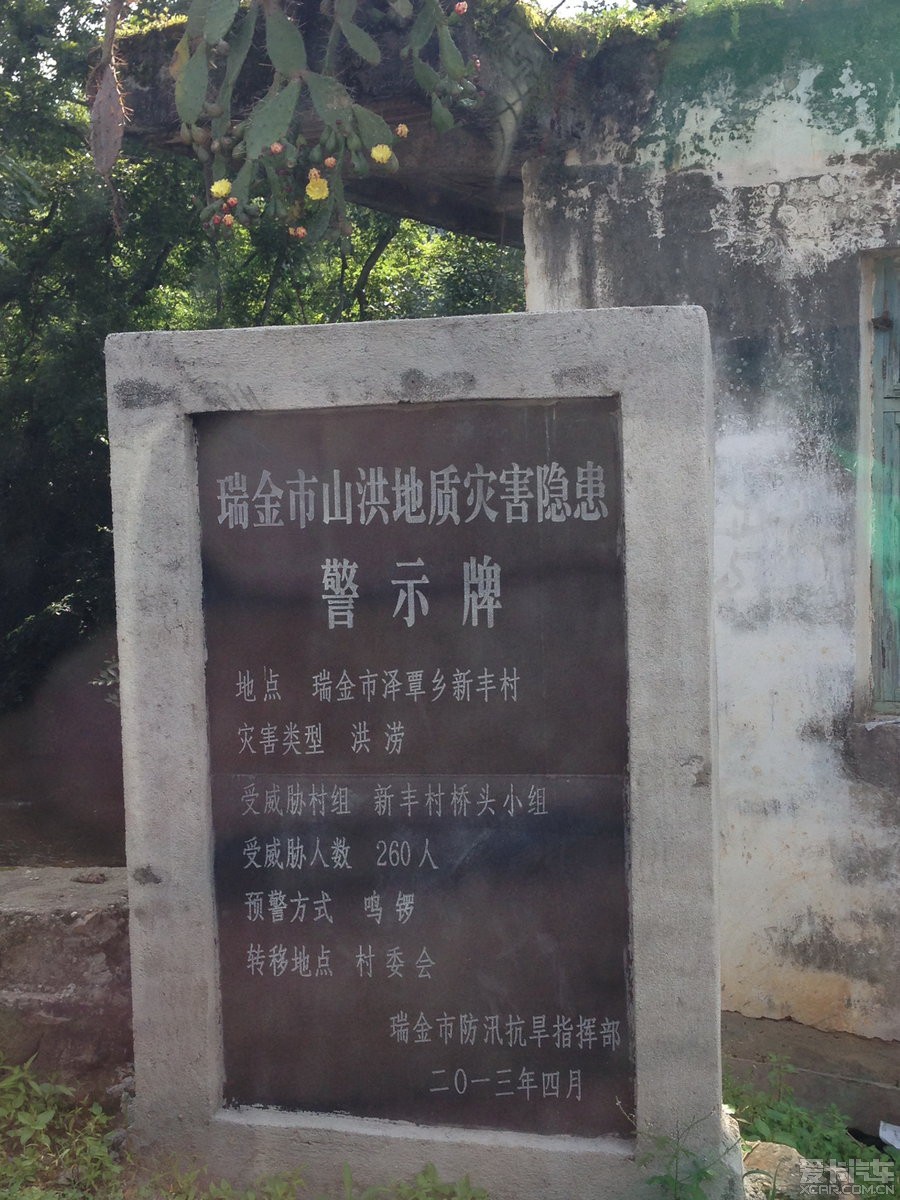 瑞金市山洪地质灾害隐患
警示牌
地点 瑞金市泽覃乡新丰村
灾害类型 洪涝
受威胁村组 新丰村桥头小组
受威胁人数 260人
预警方式 鸣锣
转移地点 村委会
瑞金市防汛抗旱指挥部
二〇一三年四月
爱卡汽车
XCAR.COM.CN